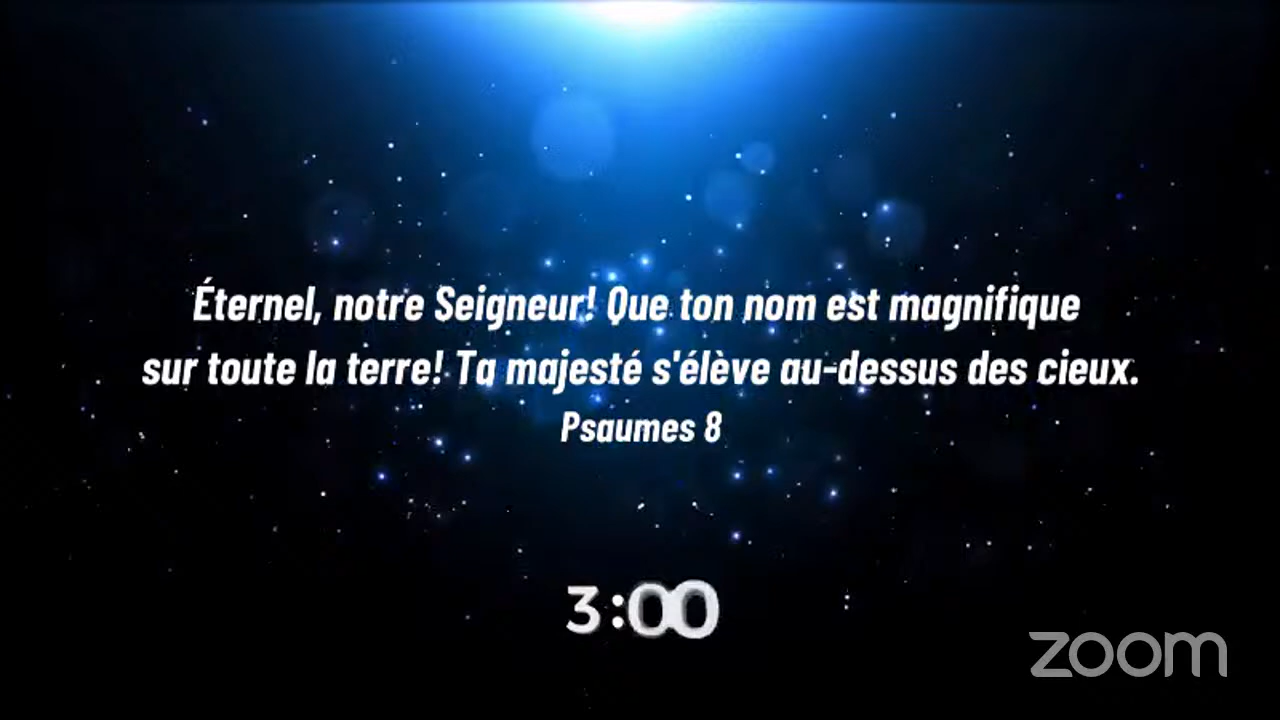 Éternel, notre Seigneur! Que ton nom est magnifique
sur toute la terre! Ta majesté s'élève au-dessus des cieux.
Psaumes 8
3:00
zoom